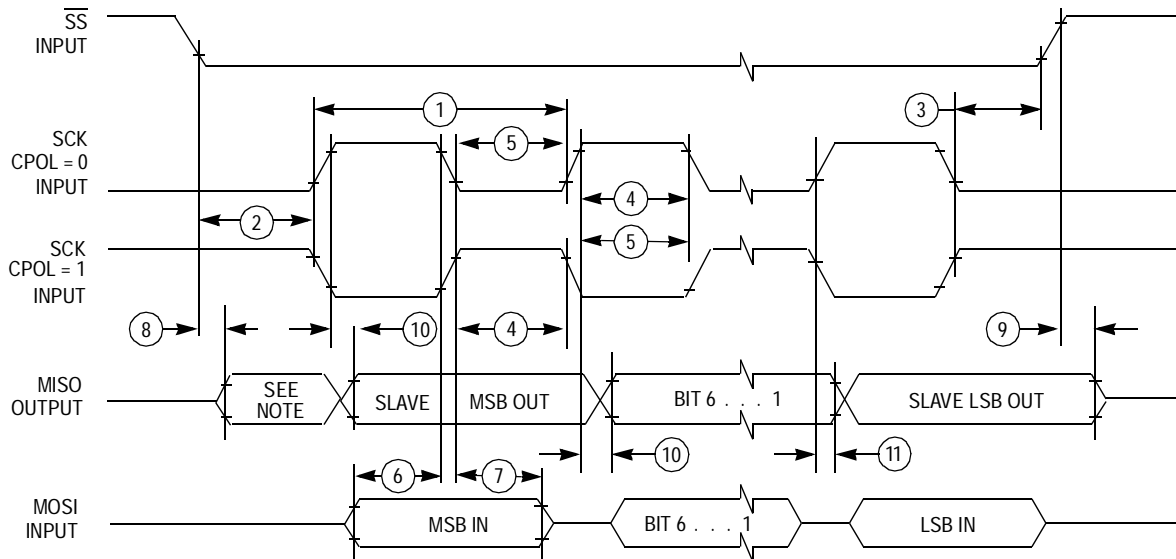 SS
INPUT
1
3
SCK
CPOL = 0
INPUT
5
4
2
SCK
CPOL = 1
INPUT
5
8
10
4
9
MISO
OUTPUT
SEE
NOTE
SLAVE
MSB OUT
BIT 6 . . . 1
SLAVE LSB OUT
6
7
10
11
MOSI
INPUT
MSB IN
BIT 6 . . . 1
LSB IN